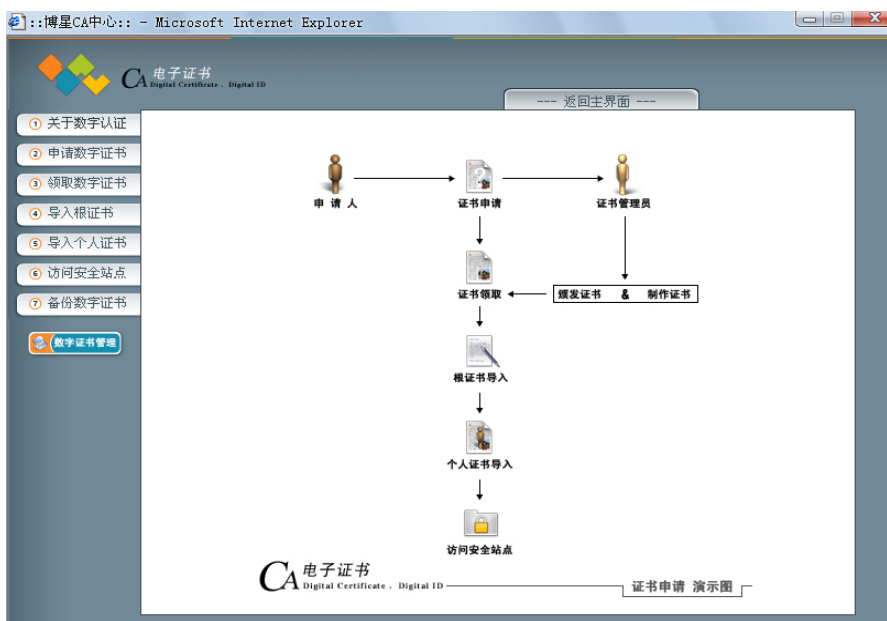 ::博星CA中心:: - Microsoft Internet Explorer
CA 电子证书
Digital Certificate . Digital ID
--- 返回主界面 ---
1 关于数字认证
2 申请数字证书
3 领取数字证书
4 导入根证书
5 导入个人证书
6 访问安全站点
7 备份数字证书
数字证书管理
申 请 人
证书申请
证书管理员
证书领取
颁发证书 & 制作证书
根证书导入
个人证书导入
访问安全站点
CA 电子证书
Digital Certificate . Digital ID
证书申请 演示图